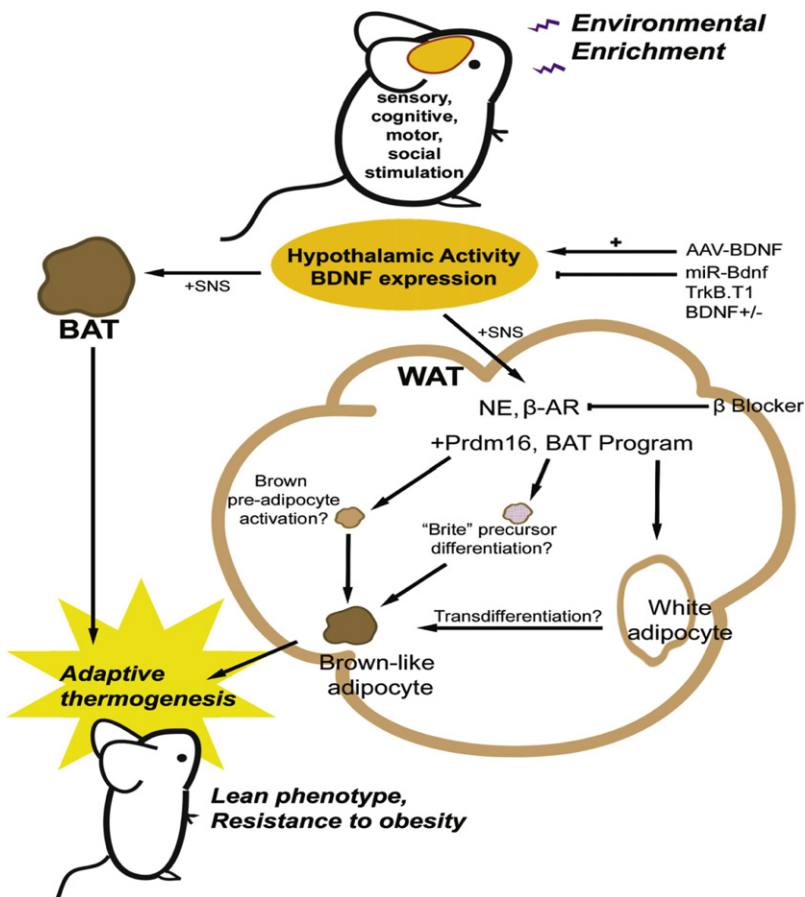 Environmental
Enrichment
sensory,
cognitive,
motor,
social
stimulation
Hypothalamic Activity
BDNF expression
+
AAV-BDNF
miR-Bdnf
TrkB.T1
BDNF+/-
+SNS
BAT
+SNS
WAT
NE, β-AR
β Blocker
+Prdm16, BAT Program
Brown
pre-adipocyte
activation?
"Brite" precursor
differentiation?
Transdifferentiation?
White
adipocyte
Brown-like
adipocyte
Adaptive
thermogenesis
Lean phenotype,
Resistance to obesity